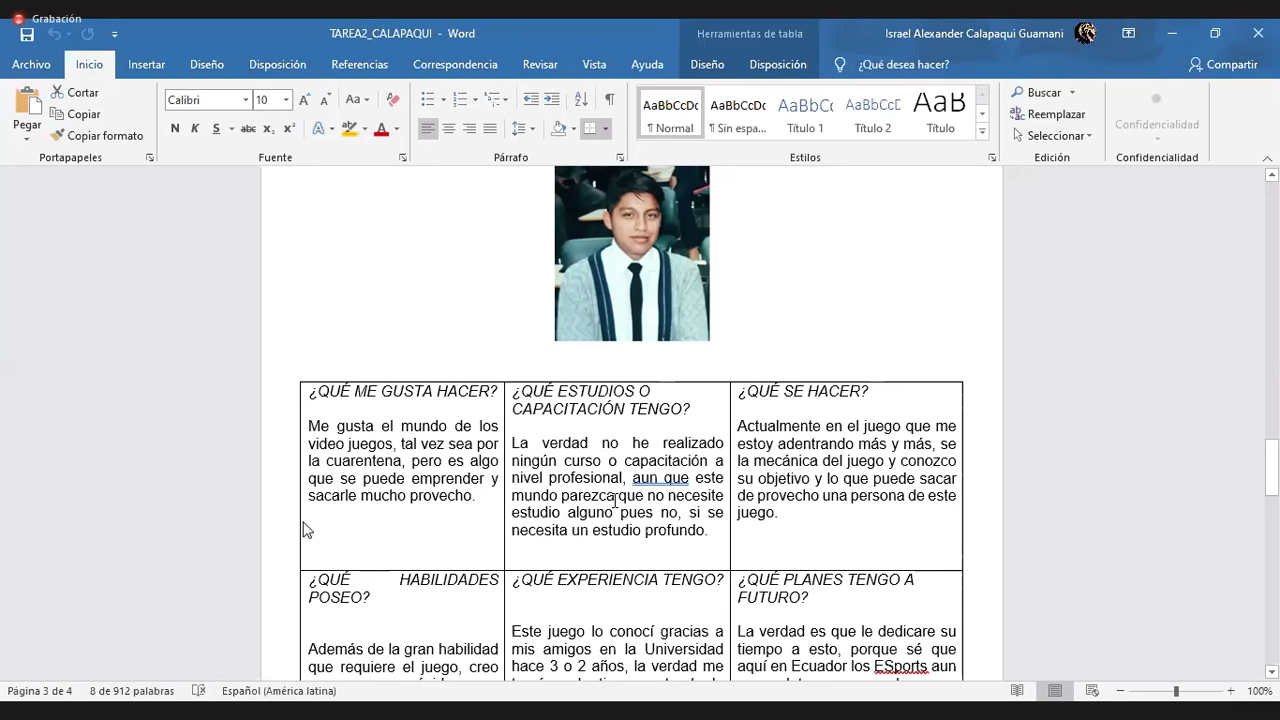 Grabación
TAREA2_CALAPAQUI - Word
Herramientas de tabla
Israel Alexander Calapaqui Guamani
Archivo Inicio Insertar Diseño Disposición Referencias Correspondencia Revisar Vista Ayuda Diseño Disposición ¿Qué desea hacer? Compartir
Pegar
Cortar
Copiar
Copiar formato
Portapapeles
Calibri 10
Aa
N K S abc x₂ x²
Fuente
Párrafo
AaBbCcDc AaBbCcDc AaBbCc AaBbCcC AaB
¶ Normal ¶ Sin espa... Título 1 Título 2 Título
Estilos
Buscar
Reemplazar
Seleccionar
Edición
Confidencialidad
Confidencialidad
¿QUÉ ME GUSTA HACER?
Me gusta el mundo de los
video juegos, tal vez sea por
la cuarentena, pero es algo
que se puede emprender y
sacarle mucho provecho.
¿QUÉ ESTUDIOS O
CAPACITACIÓN TENGO?
La verdad no he realizado
ningún curso o capacitación a
nivel profesional, aun que este
mundo parezca que no necesite
estudio alguno pues no, si se
necesita un estudio profundo.
¿QUÉ SE HACER?
Actualmente en el juego que me
estoy adentrando más y más, se
la mecánica del juego y conozco
su objetivo y lo que puede sacar
de provecho una persona de este
juego.
¿QUÉ HABILIDADES
POSEO?
Además de la gran habilidad
que requiere el juego, creo
¿QUÉ EXPERIENCIA TENGO?
Este juego lo conocí gracias a
mis amigos en la Universidad
hace 3 o 2 años, la verdad me
¿QUÉ PLANES TENGO A
FUTURO?
La verdad es que le dedicare su
tiempo a esto, porque sé que
aquí en Ecuador los ESports aun
Página 3 de 4 8 de 912 palabras Español (América latina) 100%